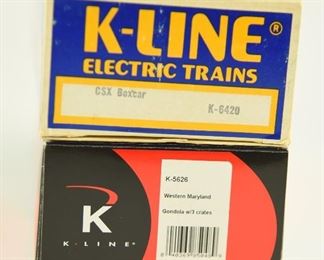 K-LINE®
ELECTRIC TRAINS
CSX Boxcar K-6420
K-5626
Western Maryland
Gondola w/3 crates
K
K-LINE®